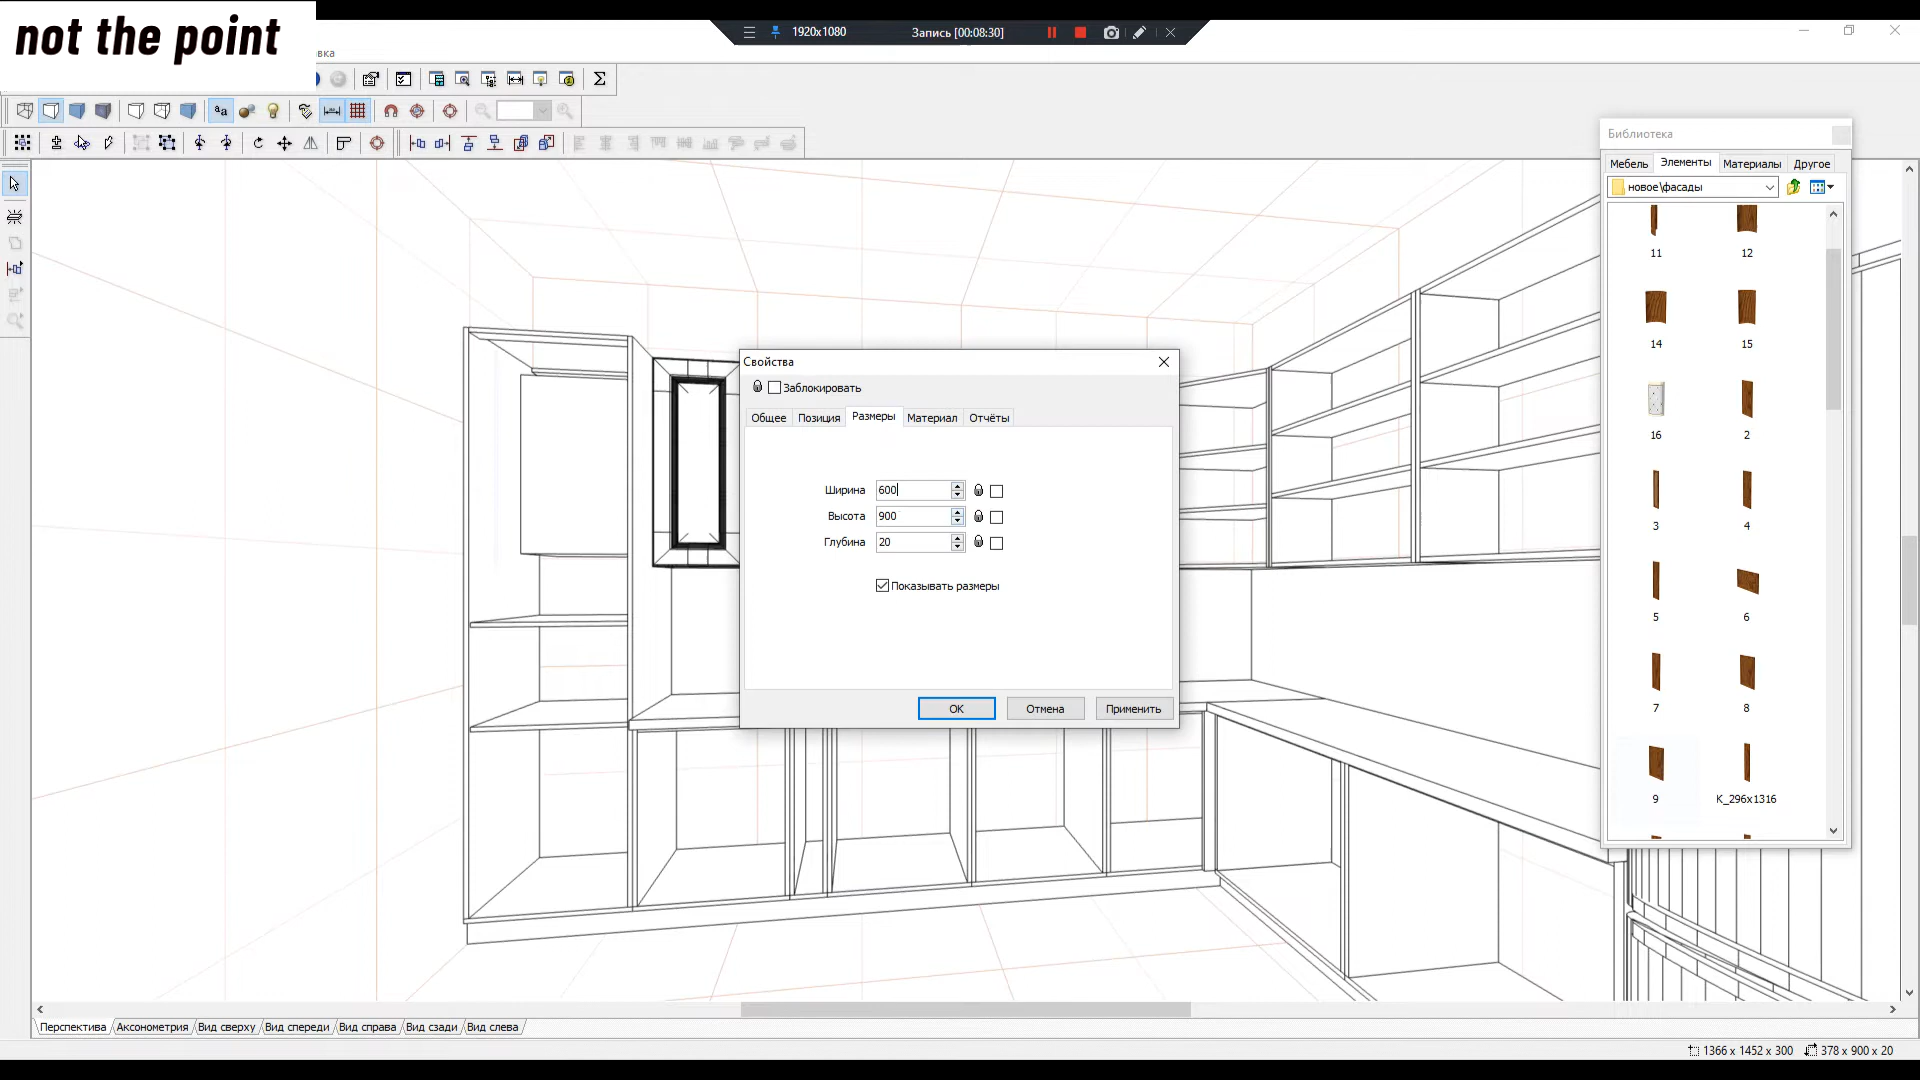 not the point
вка
1920x1080
Запись [00:08:30]
aa
Библиотека
Мебель
Элементы
Материалы
Другое
новое\фасады
11
12
14
15
16
2
3
4
5
6
7
8
9
K_296x1316
Свойства
Заблокировать
Общее
Позиция
Размеры
Материал
Отчёты
Ширина
600
Высота
900
Глубина
20
Показывать размеры
OK
Отмена
Применить
Перспектива
Аксонометрия
Вид сверху
Вид спереди
Вид справа
Вид сзади
Вид слева
1366 x 1452 x 300
378 x 900 x 20